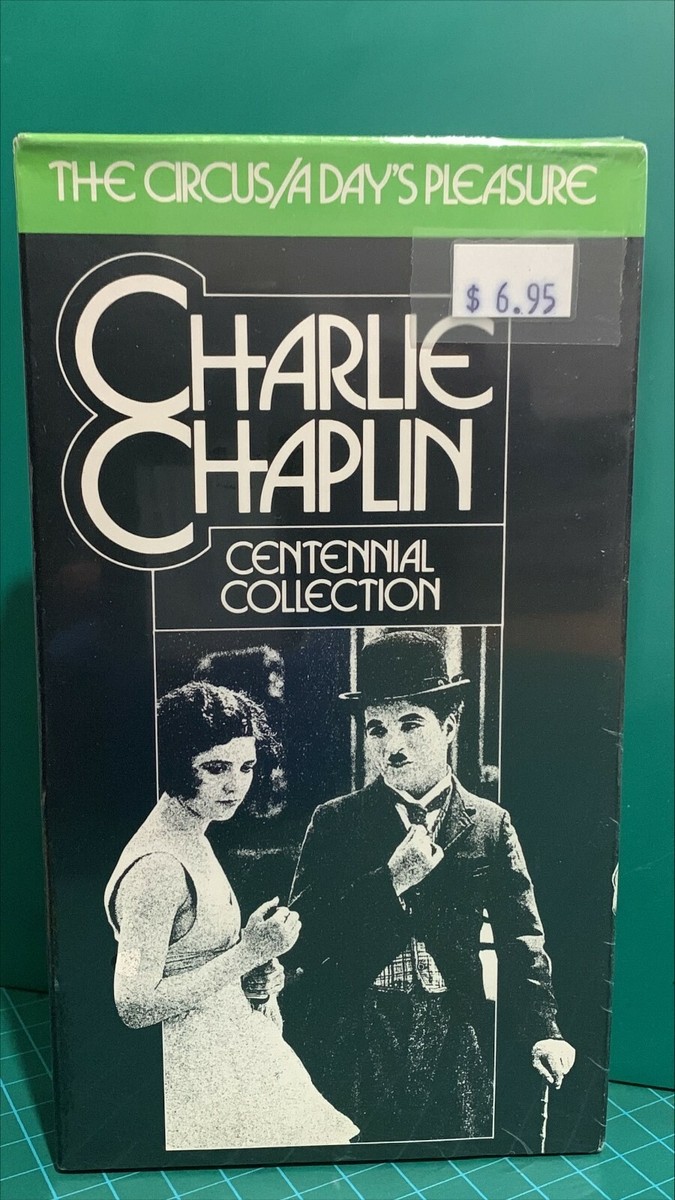 THE CIRCUS/A DAY'S PLEASURE
$ 6.95
CHARLIE
CHAPLIN
CENTENNIAL
COLLECTION